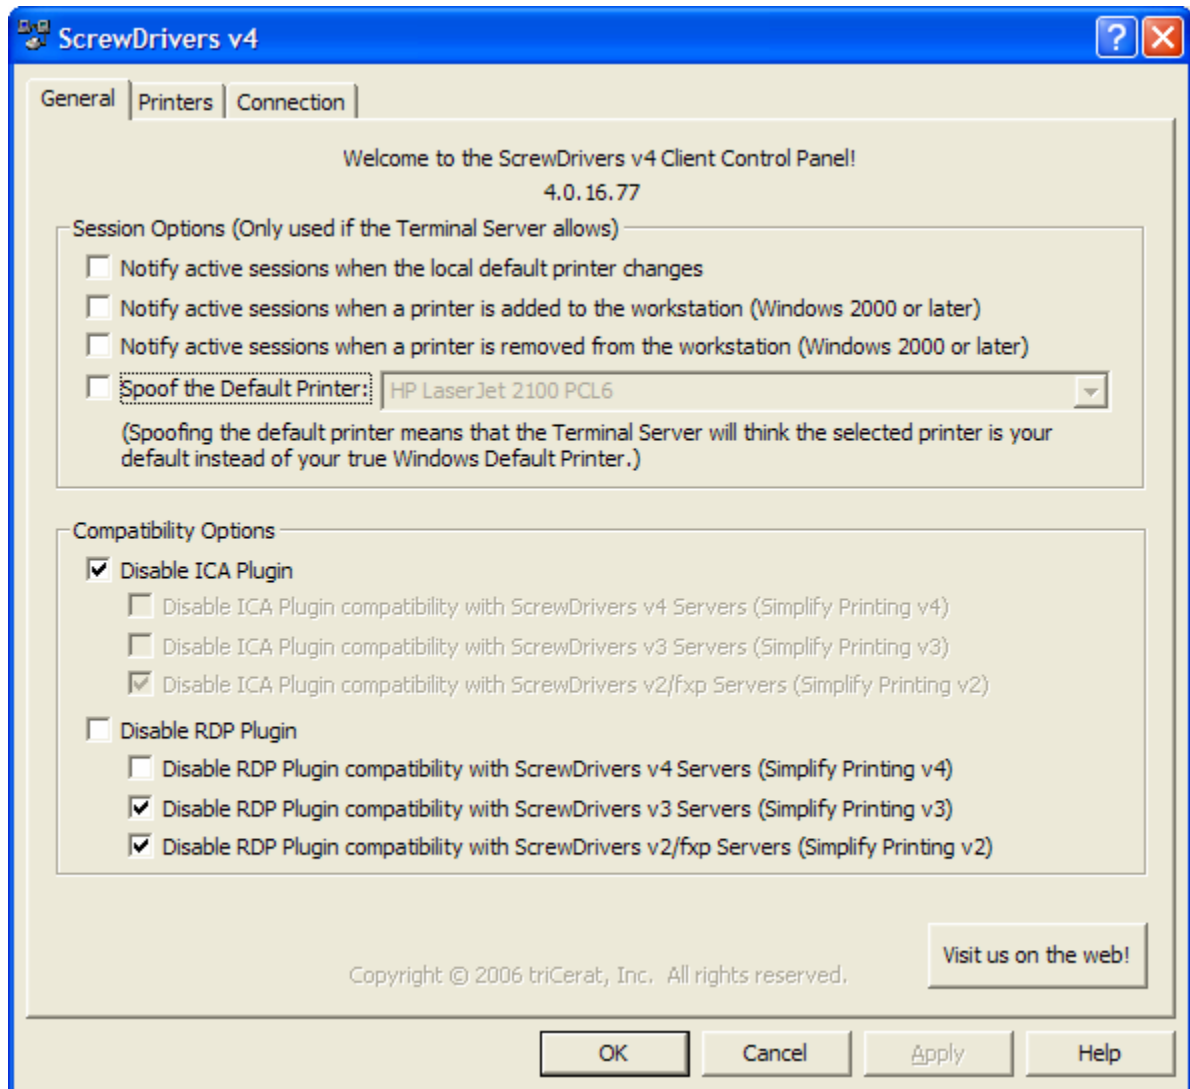 ScrewDrivers v4
General Printers Connection
Welcome to the ScrewDrivers v4 Client Control Panel!
4.0.16.77
Session Options (Only used if the Terminal Server allows)
Notify active sessions when the local default printer changes
Notify active sessions when a printer is added to the workstation (Windows 2000 or later)
Notify active sessions when a printer is removed from the workstation (Windows 2000 or later)
Spoof the Default Printer: HP LaserJet 2100 PCL6
(Spoofing the default printer means that the Terminal Server will think the selected printer is your
default instead of your true Windows Default Printer.)
Compatibility Options
Disable ICA Plugin
Disable ICA Plugin compatibility with ScrewDrivers v4 Servers (Simplify Printing v4)
Disable ICA Plugin compatibility with ScrewDrivers v3 Servers (Simplify Printing v3)
Disable ICA Plugin compatibility with ScrewDrivers v2/fxp Servers (Simplify Printing v2)
Disable RDP Plugin
Disable RDP Plugin compatibility with ScrewDrivers v4 Servers (Simplify Printing v4)
Disable RDP Plugin compatibility with ScrewDrivers v3 Servers (Simplify Printing v3)
Disable RDP Plugin compatibility with ScrewDrivers v2/fxp Servers (Simplify Printing v2)
Visit us on the web!
Copyright © 2006 triCerat, Inc. All rights reserved.
OK Cancel Apply Help